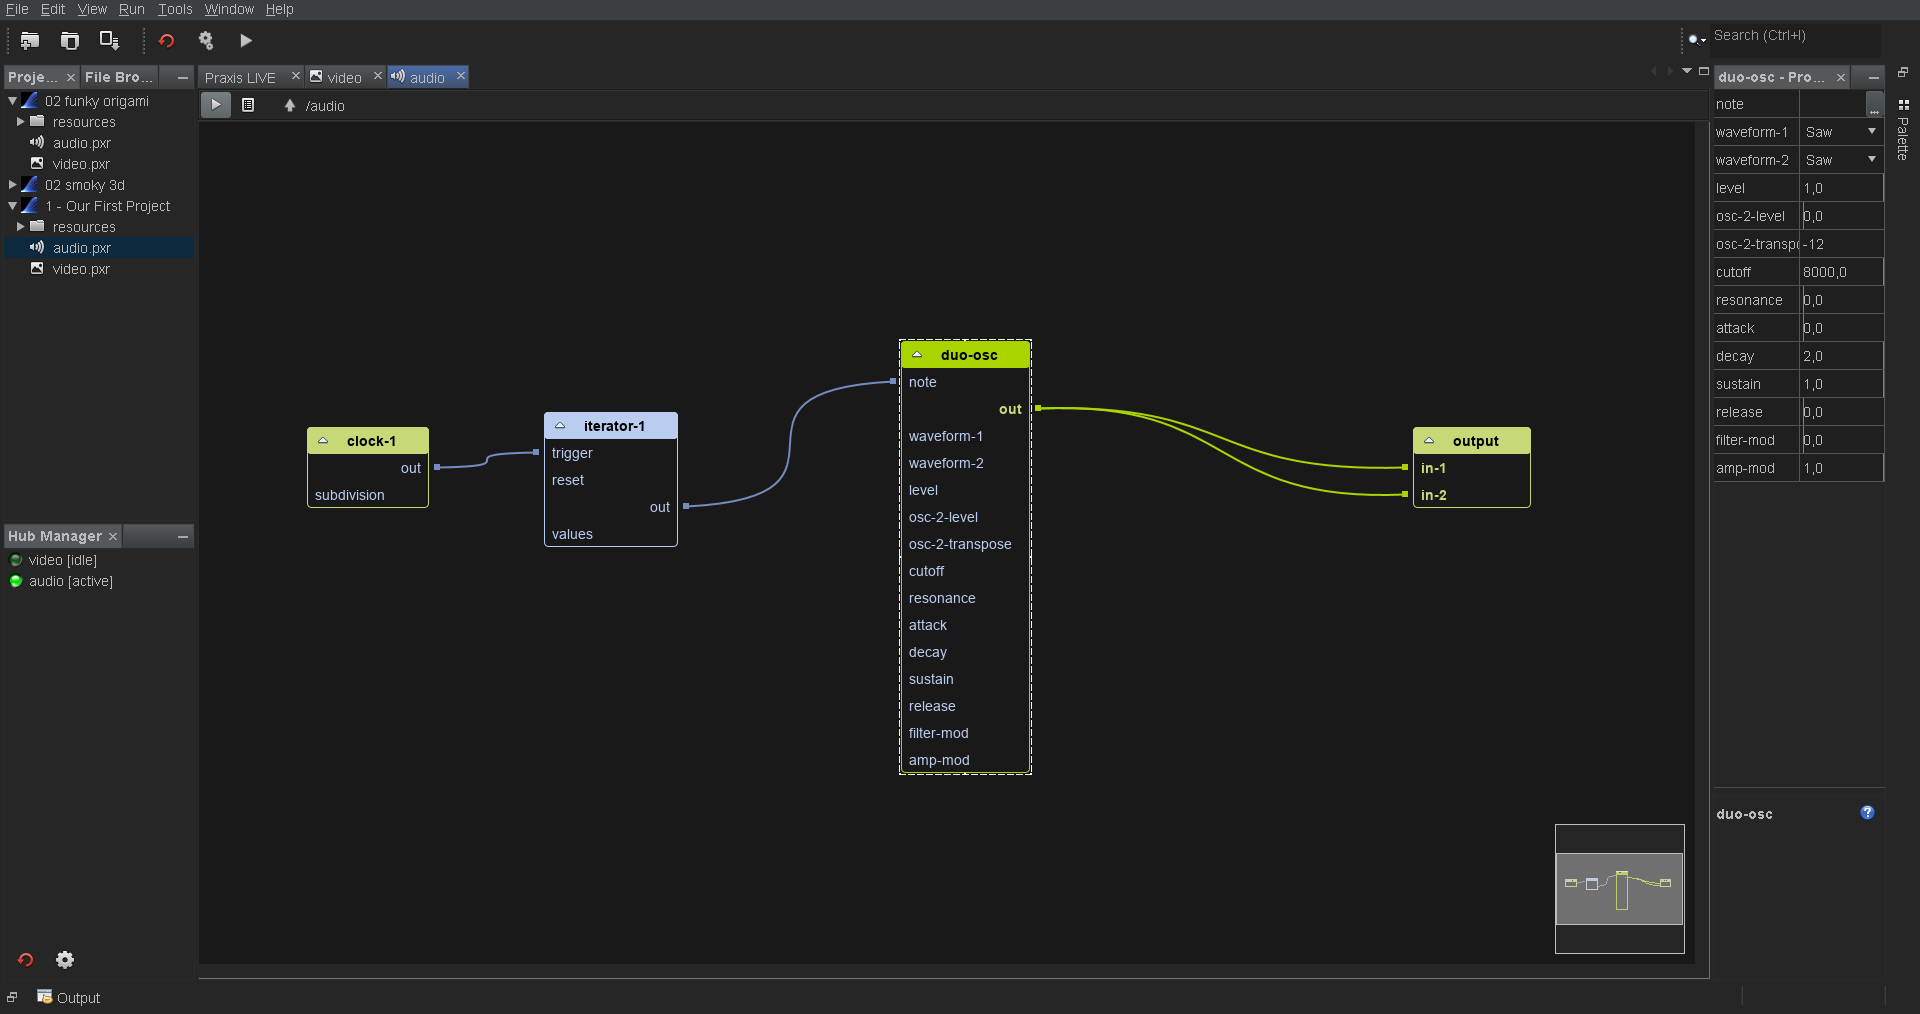 File Edit View Run Tools Window Help
Search (Ctrl+I)
Proje...
File Bro...
02 funky origami
resources
audio.pxr
video.pxr
02 smoky 3d
1 - Our First Project
resources
audio.pxr
video.pxr
Hub Manager
video [idle]
audio [active]
Praxis LIVE
video
audio
/audio
clock-1
out
subdivision
iterator-1
trigger
reset
out
values
duo-osc
note
out
waveform-1
waveform-2
level
osc-2-level
osc-2-transpose
cutoff
resonance
attack
decay
sustain
release
filter-mod
amp-mod
output
in-1
in-2
duo-osc - Pro...
note ...
waveform-1 Saw
waveform-2 Saw
level 1,0
osc-2-level 0,0
osc-2-transpo -12
cutoff 8000,0
resonance 0,0
attack 0,0
decay 2,0
sustain 1,0
release 0,0
filter-mod 0,0
amp-mod 1,0
duo-osc
Palette
Output